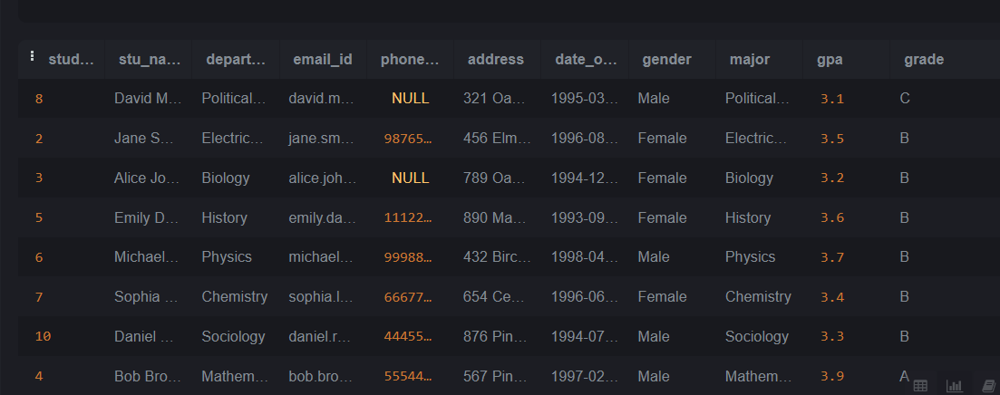 stud… stu_na… depart… email_id phone… address date_o… gender major gpa grade
8 David M… Political… david.m… NULL 321 Oa… 1995-03… Male Political… 3.1 C
2 Jane S… Electric… jane.sm… 98765… 456 Elm… 1996-08… Female Electric… 3.5 B
3 Alice Jo… Biology alice.joh… NULL 789 Oa… 1994-12… Female Biology 3.2 B
5 Emily D… History emily.da… 11122… 890 Ma… 1993-09… Female History 3.6 B
6 Michael… Physics michael… 99988… 432 Birc… 1998-04… Male Physics 3.7 B
7 Sophia … Chemistry sophia.l… 66677… 654 Ce… 1996-06… Female Chemistry 3.4 B
10 Daniel … Sociology daniel.r… 44455… 876 Pin… 1994-07… Male Sociology 3.3 B
4 Bob Bro… Mathem… bob.bro… 55544… 567 Pin… 1997-02… Male Mathem… 3.9 A